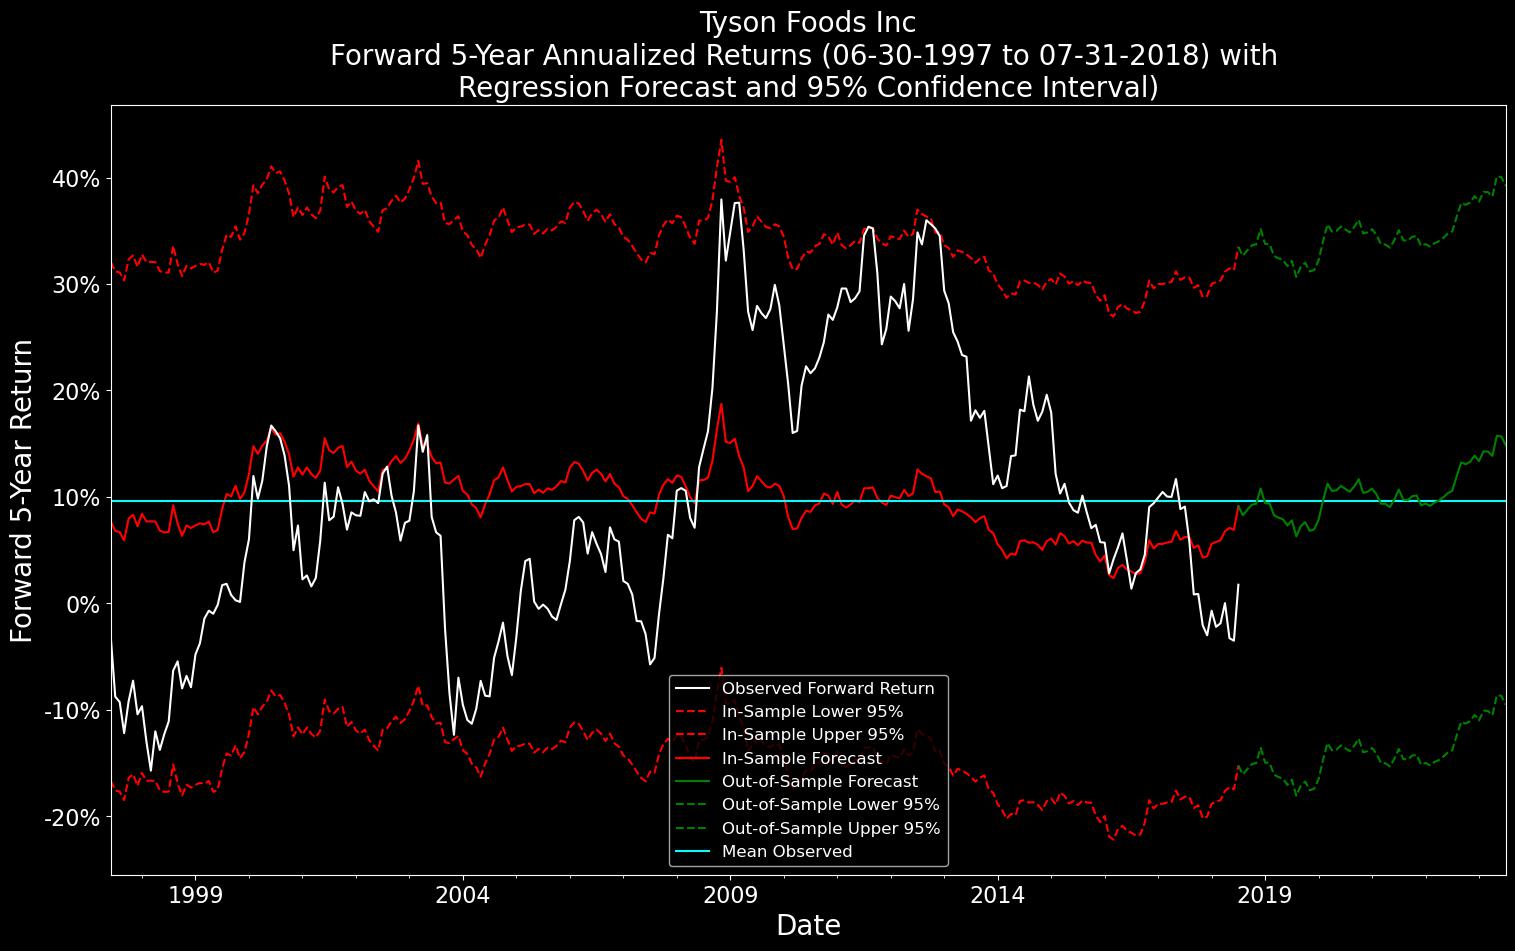 Tyson Foods Inc
Forward 5-Year Annualized Returns (06-30-1997 to 07-31-2018) with
Regression Forecast and 95% Confidence Interval)
Forward 5-Year Return
40%
30%
20%
10%
0%
-10%
-20%
Observed Forward Return
In-Sample Lower 95%
In-Sample Upper 95%
In-Sample Forecast
Out-of-Sample Forecast
Out-of-Sample Lower 95%
Out-of-Sample Upper 95%
Mean Observed
1999 2004 2009 2014 2019
Date